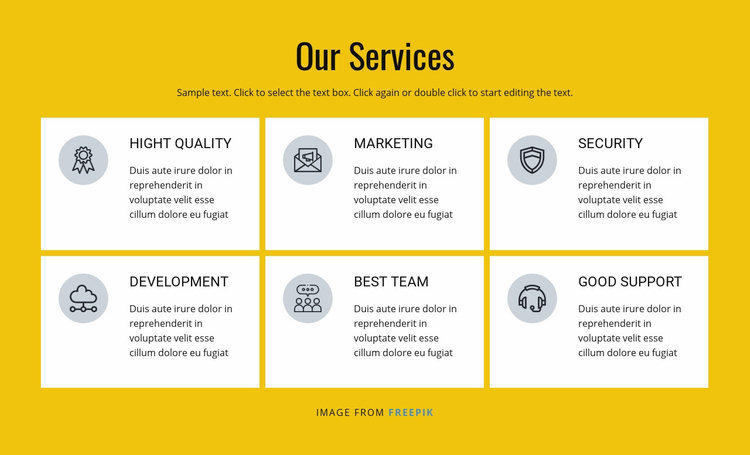 Our Services
Sample text. Click to select the text box. Click again or double click to start editing the text.
HIGHT QUALITY
Duis aute irure dolor in
reprehenderit in
voluptate velit esse
cillum dolore eu fugiat
MARKETING
Duis aute irure dolor in
reprehenderit in
voluptate velit esse
cillum dolore eu fugiat
SECURITY
Duis aute irure dolor in
reprehenderit in
voluptate velit esse
cillum dolore eu fugiat
DEVELOPMENT
Duis aute irure dolor in
reprehenderit in
voluptate velit esse
cillum dolore eu fugiat
BEST TEAM
Duis aute irure dolor in
reprehenderit in
voluptate velit esse
cillum dolore eu fugiat
GOOD SUPPORT
Duis aute irure dolor in
reprehenderit in
voluptate velit esse
cillum dolore eu fugiat
IMAGE FROM FREEPIK